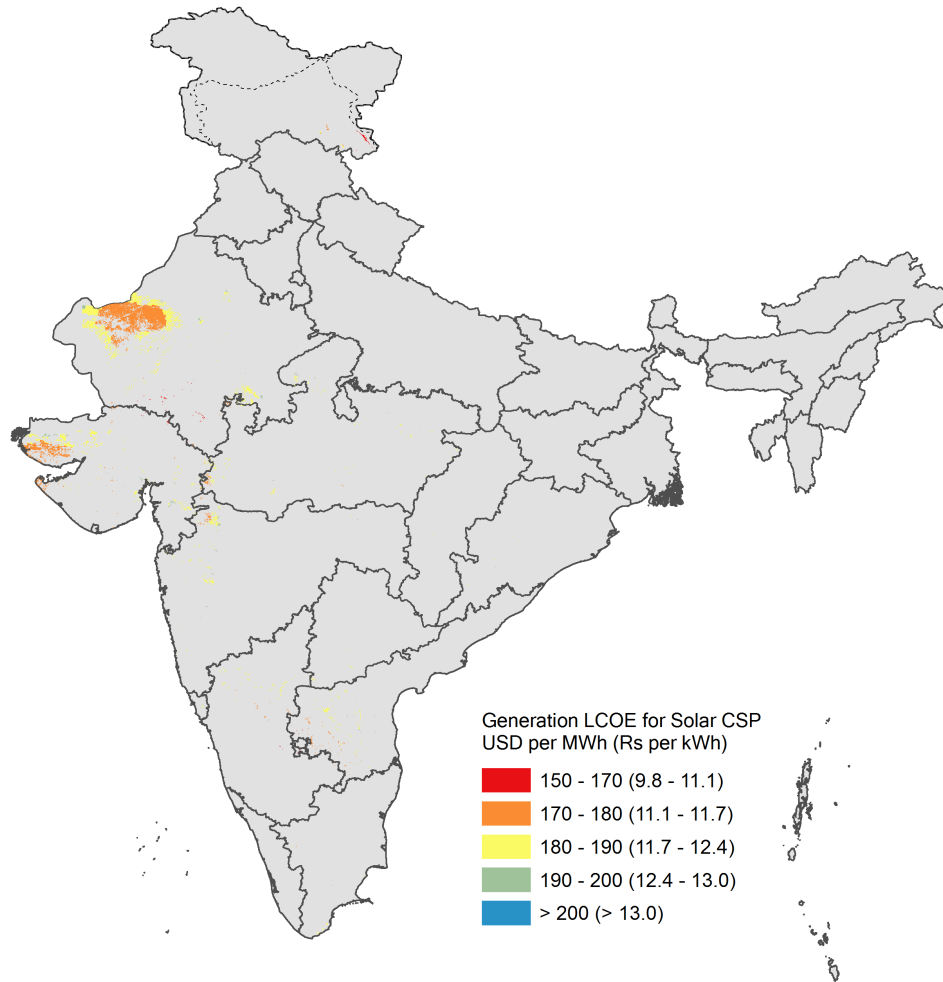 Generation LCOE for Solar CSP
USD per MWh (Rs per kWh)
150 - 170 (9.8 - 11.1)
170 - 180 (11.1 - 11.7)
180 - 190 (11.7 - 12.4)
190 - 200 (12.4 - 13.0)
> 200 (> 13.0)